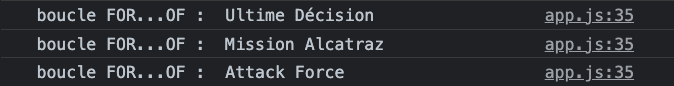 boucle FOR...OF :  Ultime Décision app.js:35
boucle FOR...OF :  Mission Alcatraz app.js:35
boucle FOR...OF :  Attack Force app.js:35